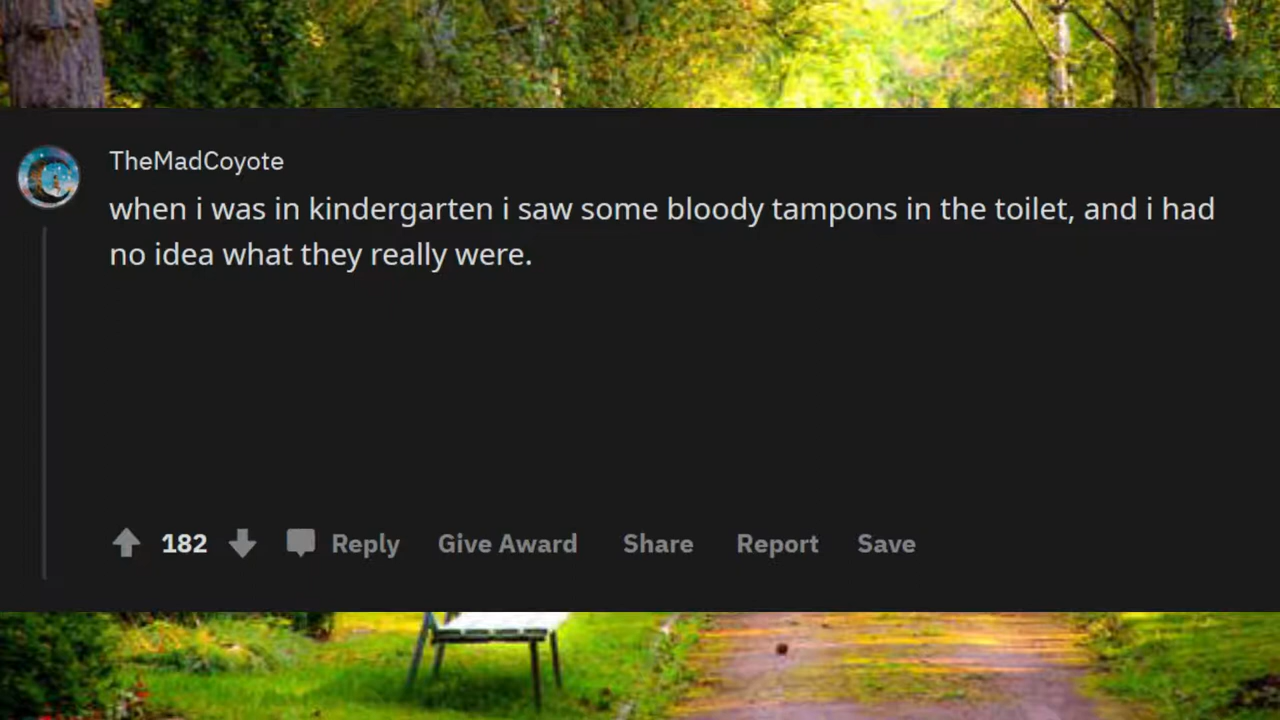 TheMadCoyote
when i was in kindergarten i saw some bloody tampons in the toilet, and i had
no idea what they really were.
182 Reply Give Award Share Report Save